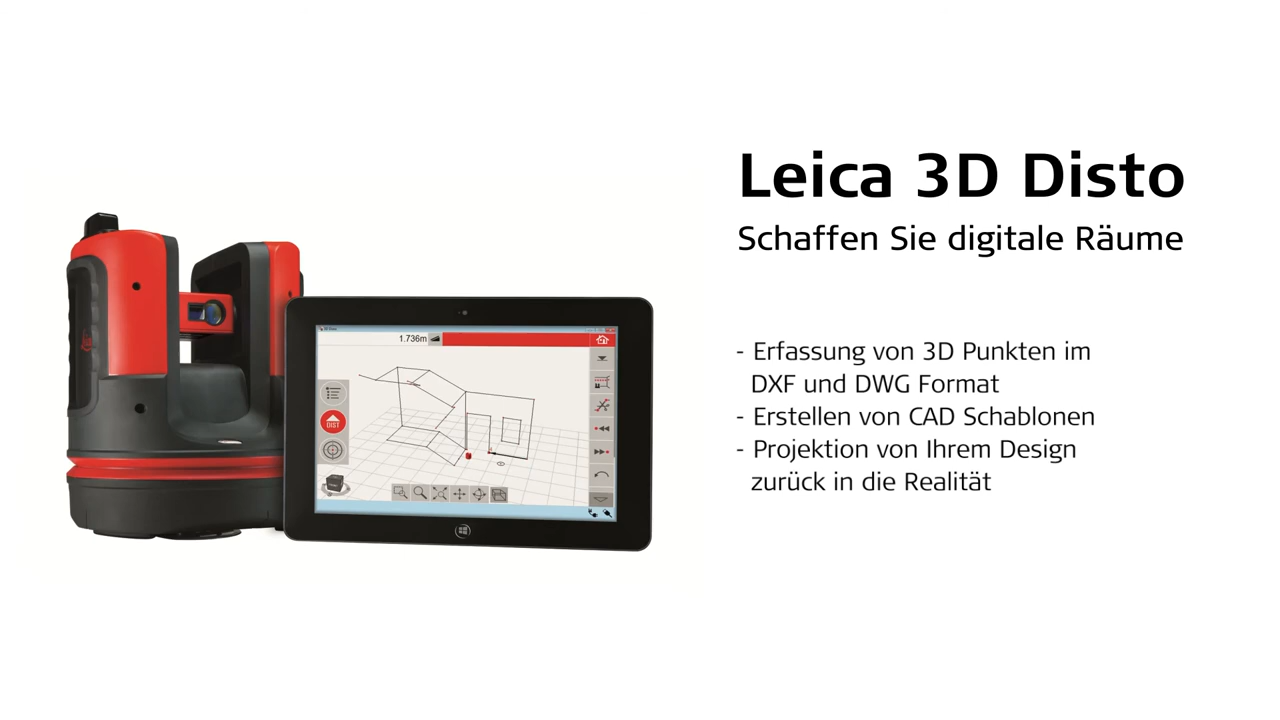 Leica 3D Disto
Schaffen Sie digitale Räume
- Erfassung von 3D Punkten im
DXF und DWG Format
- Erstellen von CAD Schablonen
- Projektion von Ihrem Design
zurück in die Realität
1.736m
DIST